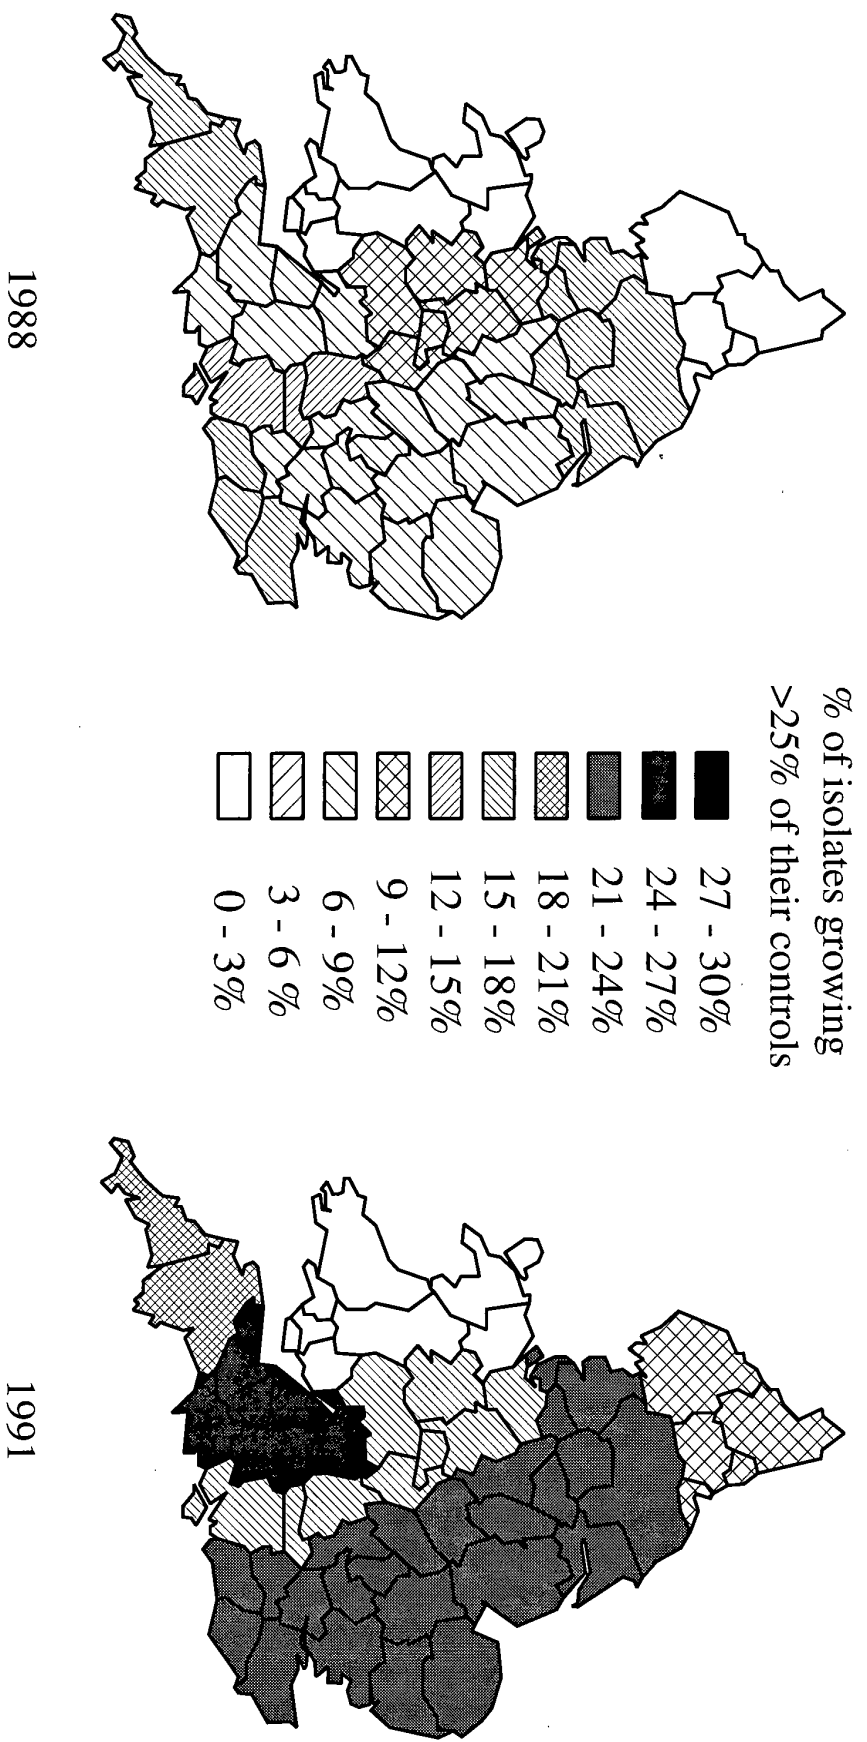 % of isolates growing
>25% of their controls
27 - 30%
24 - 27%
21 - 24%
18 - 21%
15 - 18%
12 - 15%
9 - 12%
6 - 9%
3 - 6 %
0 - 3%
1988
1991